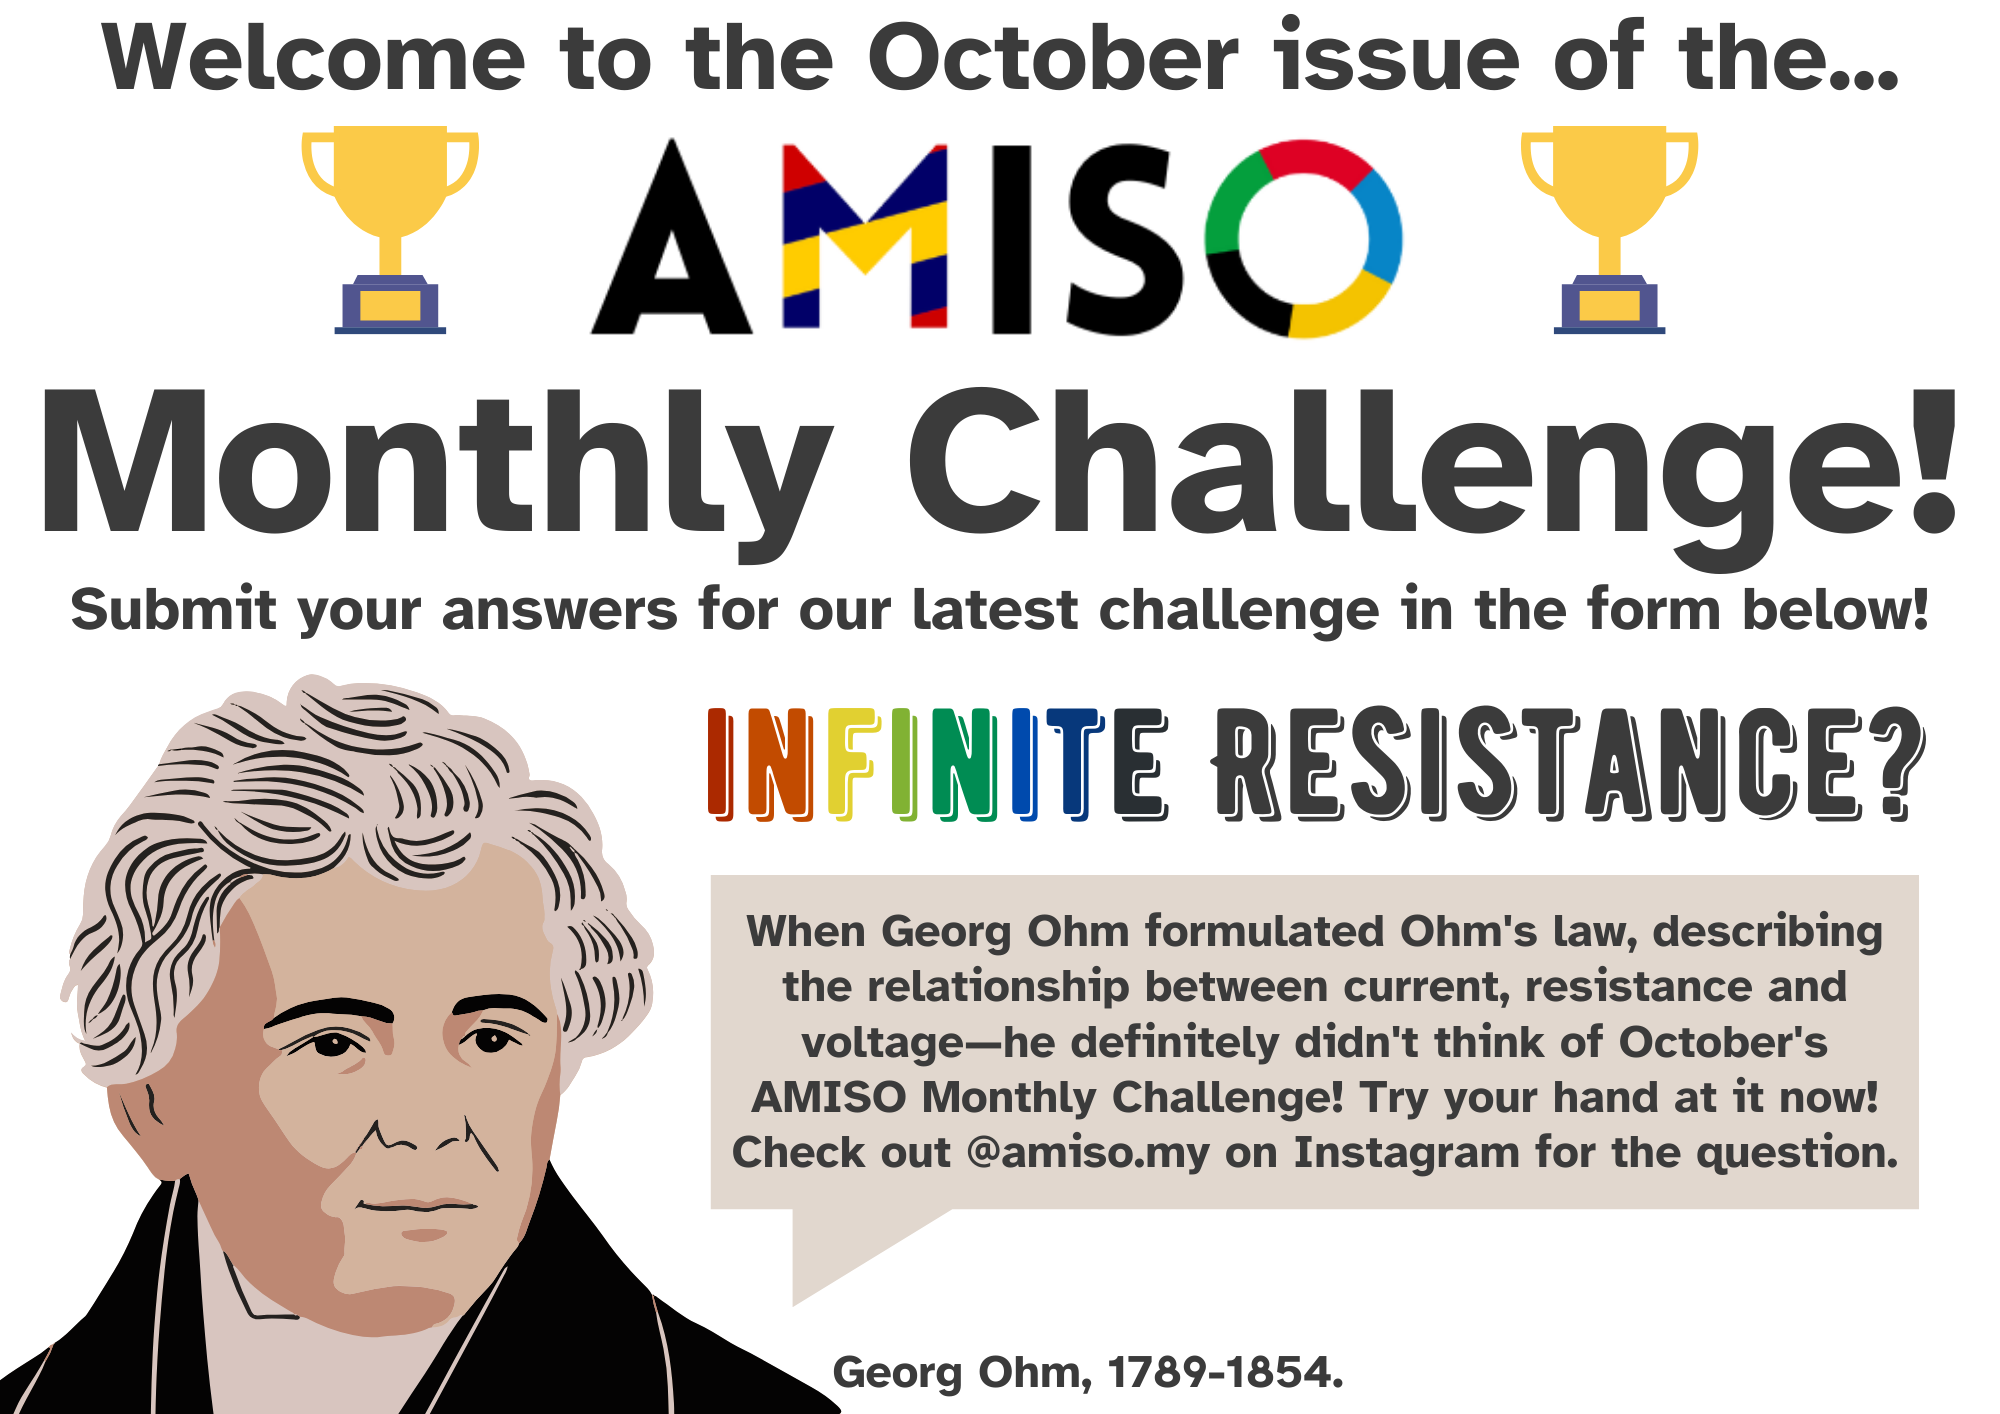 Welcome to the October issue of the...
AMISO
Monthly Challenge!
Submit your answers for our latest challenge in the form below!
INFINITE RESISTANCE?
When Georg Ohm formulated Ohm's law, describing
the relationship between current, resistance and
voltage—he definitely didn't think of October's
AMISO Monthly Challenge! Try your hand at it now!
Check out @amiso.my on Instagram for the question.
Georg Ohm, 1789-1854.